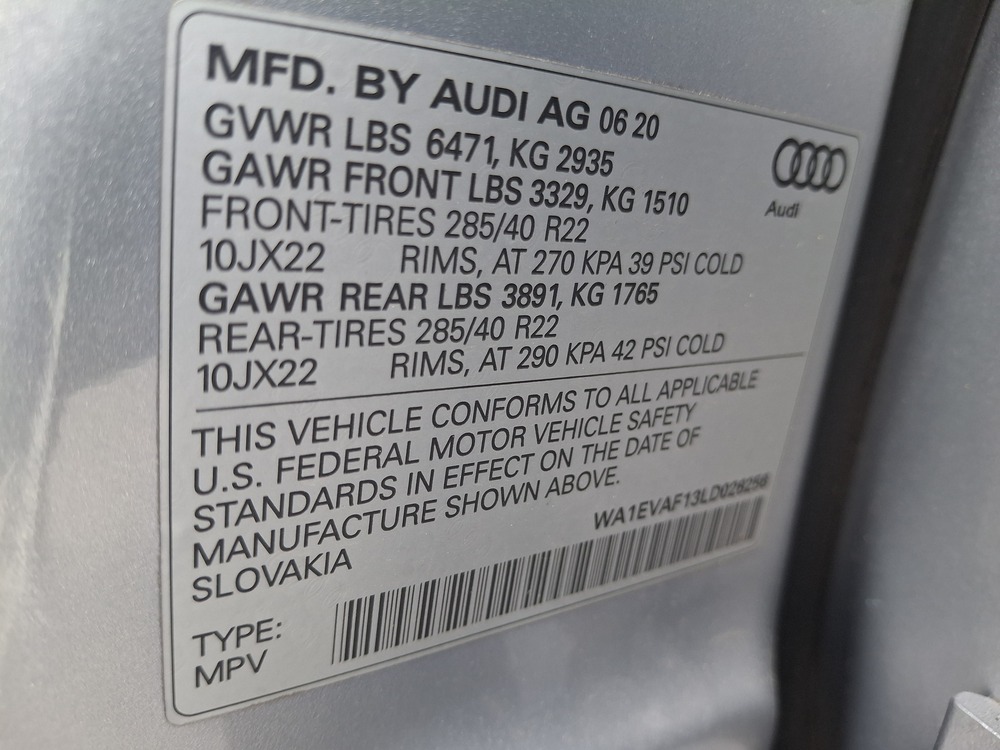 MFD. BY AUDI AG 06 20
GVWR LBS 6471, KG 2935
GAWR FRONT LBS 3329, KG 1510
FRONT-TIRES 285/40 R22
10JX22 RIMS, AT 270 KPA 39 PSI COLD
GAWR REAR LBS 3891, KG 1765
REAR-TIRES 285/40 R22
10JX22 RIMS, AT 290 KPA 42 PSI COLD
Audi
THIS VEHICLE CONFORMS TO ALL APPLICABLE
U.S. FEDERAL MOTOR VEHICLE SAFETY
STANDARDS IN EFFECT ON THE DATE OF
MANUFACTURE SHOWN ABOVE.
SLOVAKIA
WA1EVAF13LD026256
TYPE:
MPV